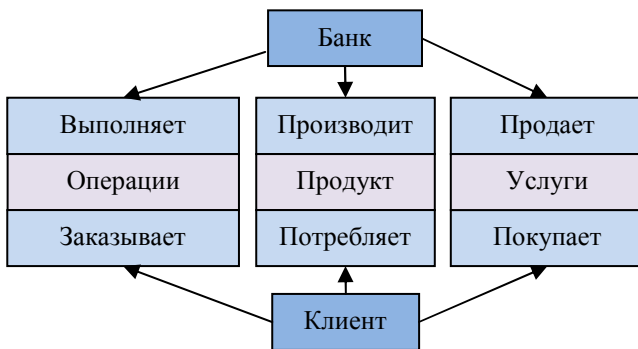 Банк
Выполняет
Производит
Продает
Операции
Продукт
Услуги
Заказывает
Потребляет
Покупает
Клиент